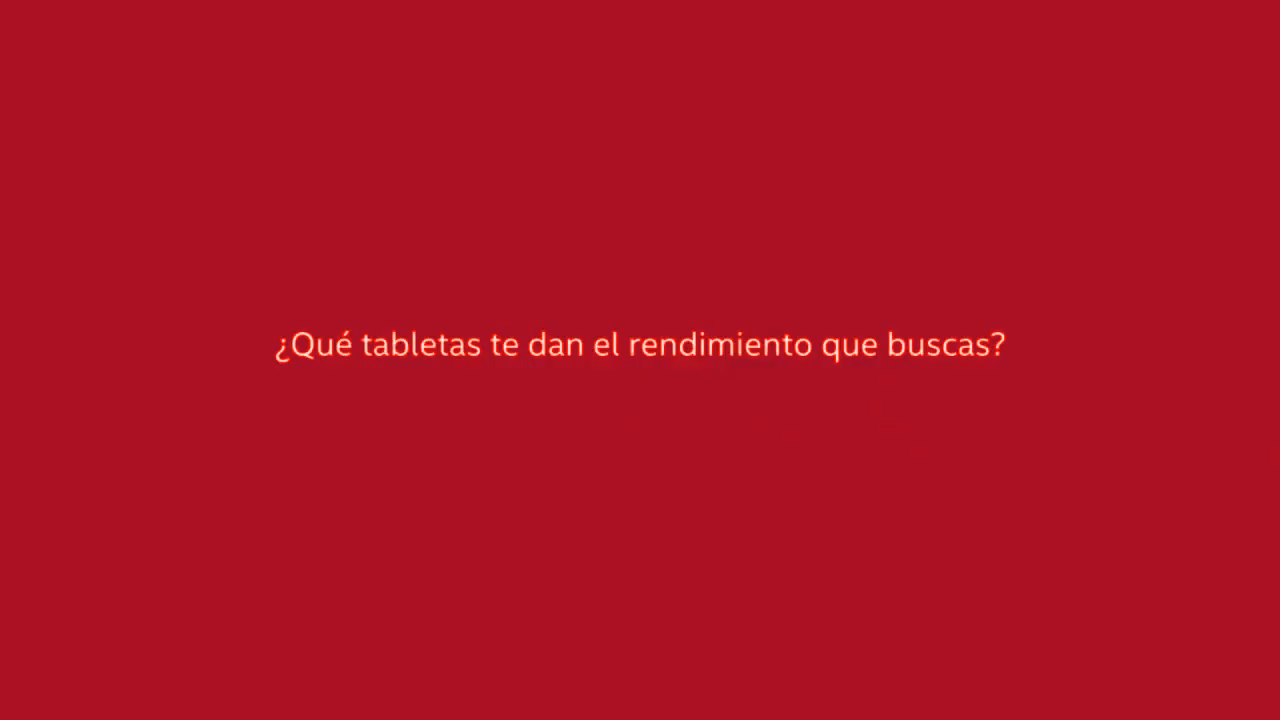 ¿Qué tabletas te dan el rendimiento que buscas?